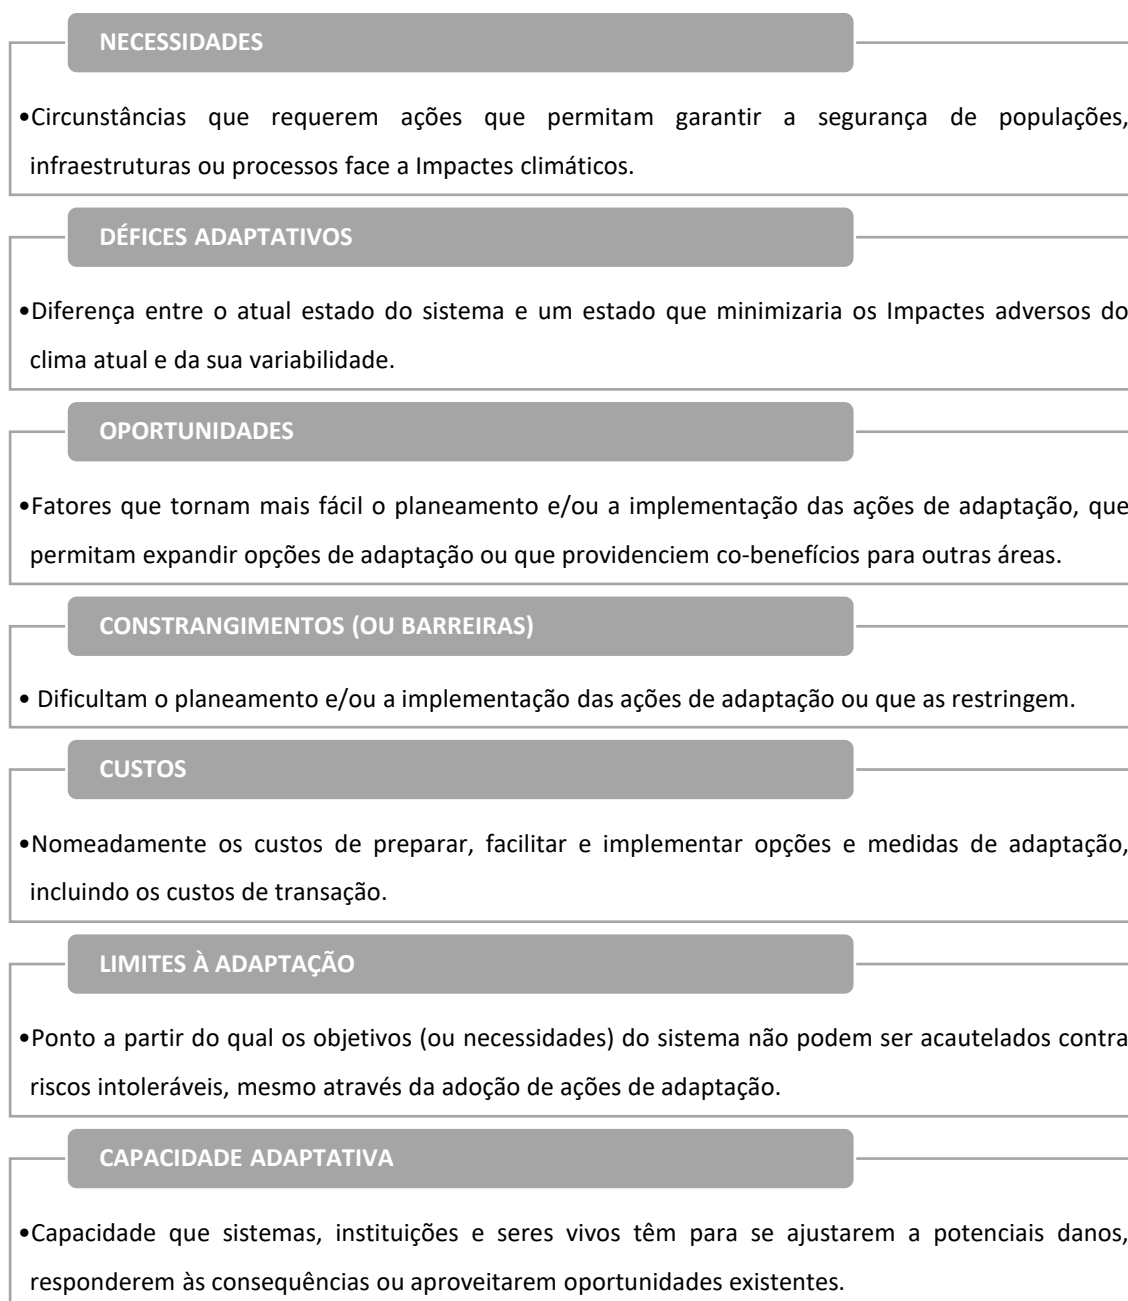 NECESSIDADES
•Circunstâncias que requerem ações que permitam garantir a segurança de populações,
infraestruturas ou processos face a Impactes climáticos.
DÉFICES ADAPTATIVOS
•Diferença entre o atual estado do sistema e um estado que minimizaria os Impactes adversos do
clima atual e da sua variabilidade.
OPORTUNIDADES
•Fatores que tornam mais fácil o planeamento e/ou a implementação das ações de adaptação, que
permitam expandir opções de adaptação ou que providenciem co-benefícios para outras áreas.
CONSTRANGIMENTOS (OU BARREIRAS)
• Dificultam o planeamento e/ou a implementação das ações de adaptação ou que as restringem.
CUSTOS
•Nomeadamente os custos de preparar, facilitar e implementar opções e medidas de adaptação,
incluindo os custos de transação.
LIMITES À ADAPTAÇÃO
•Ponto a partir do qual os objetivos (ou necessidades) do sistema não podem ser acautelados contra
riscos intoleráveis, mesmo através da adoção de ações de adaptação.
CAPACIDADE ADAPTATIVA
•Capacidade que sistemas, instituições e seres vivos têm para se ajustarem a potenciais danos,
responderem às consequências ou aproveitarem oportunidades existentes.